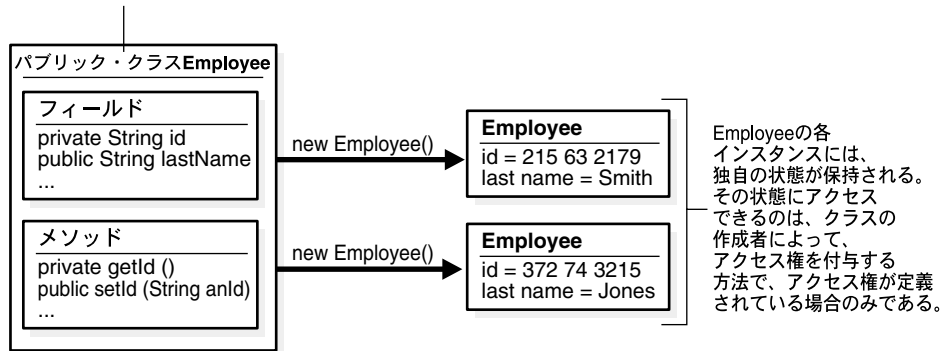 パブリック・クラスEmployee
フィールド
private String id
public String lastName
...
メソッド
private getId ()
public setId (String anId)
...
new Employee()
new Employee()
Employee
id = 215 63 2179
last name = Smith
Employee
id = 372 74 3215
last name = Jones
Employeeの各
インスタンスには、
独自の状態が保持される。
その状態にアクセス
できるのは、クラスの
作成者によって、
アクセス権を付与する
方法で、アクセス権が定義
されている場合のみである。